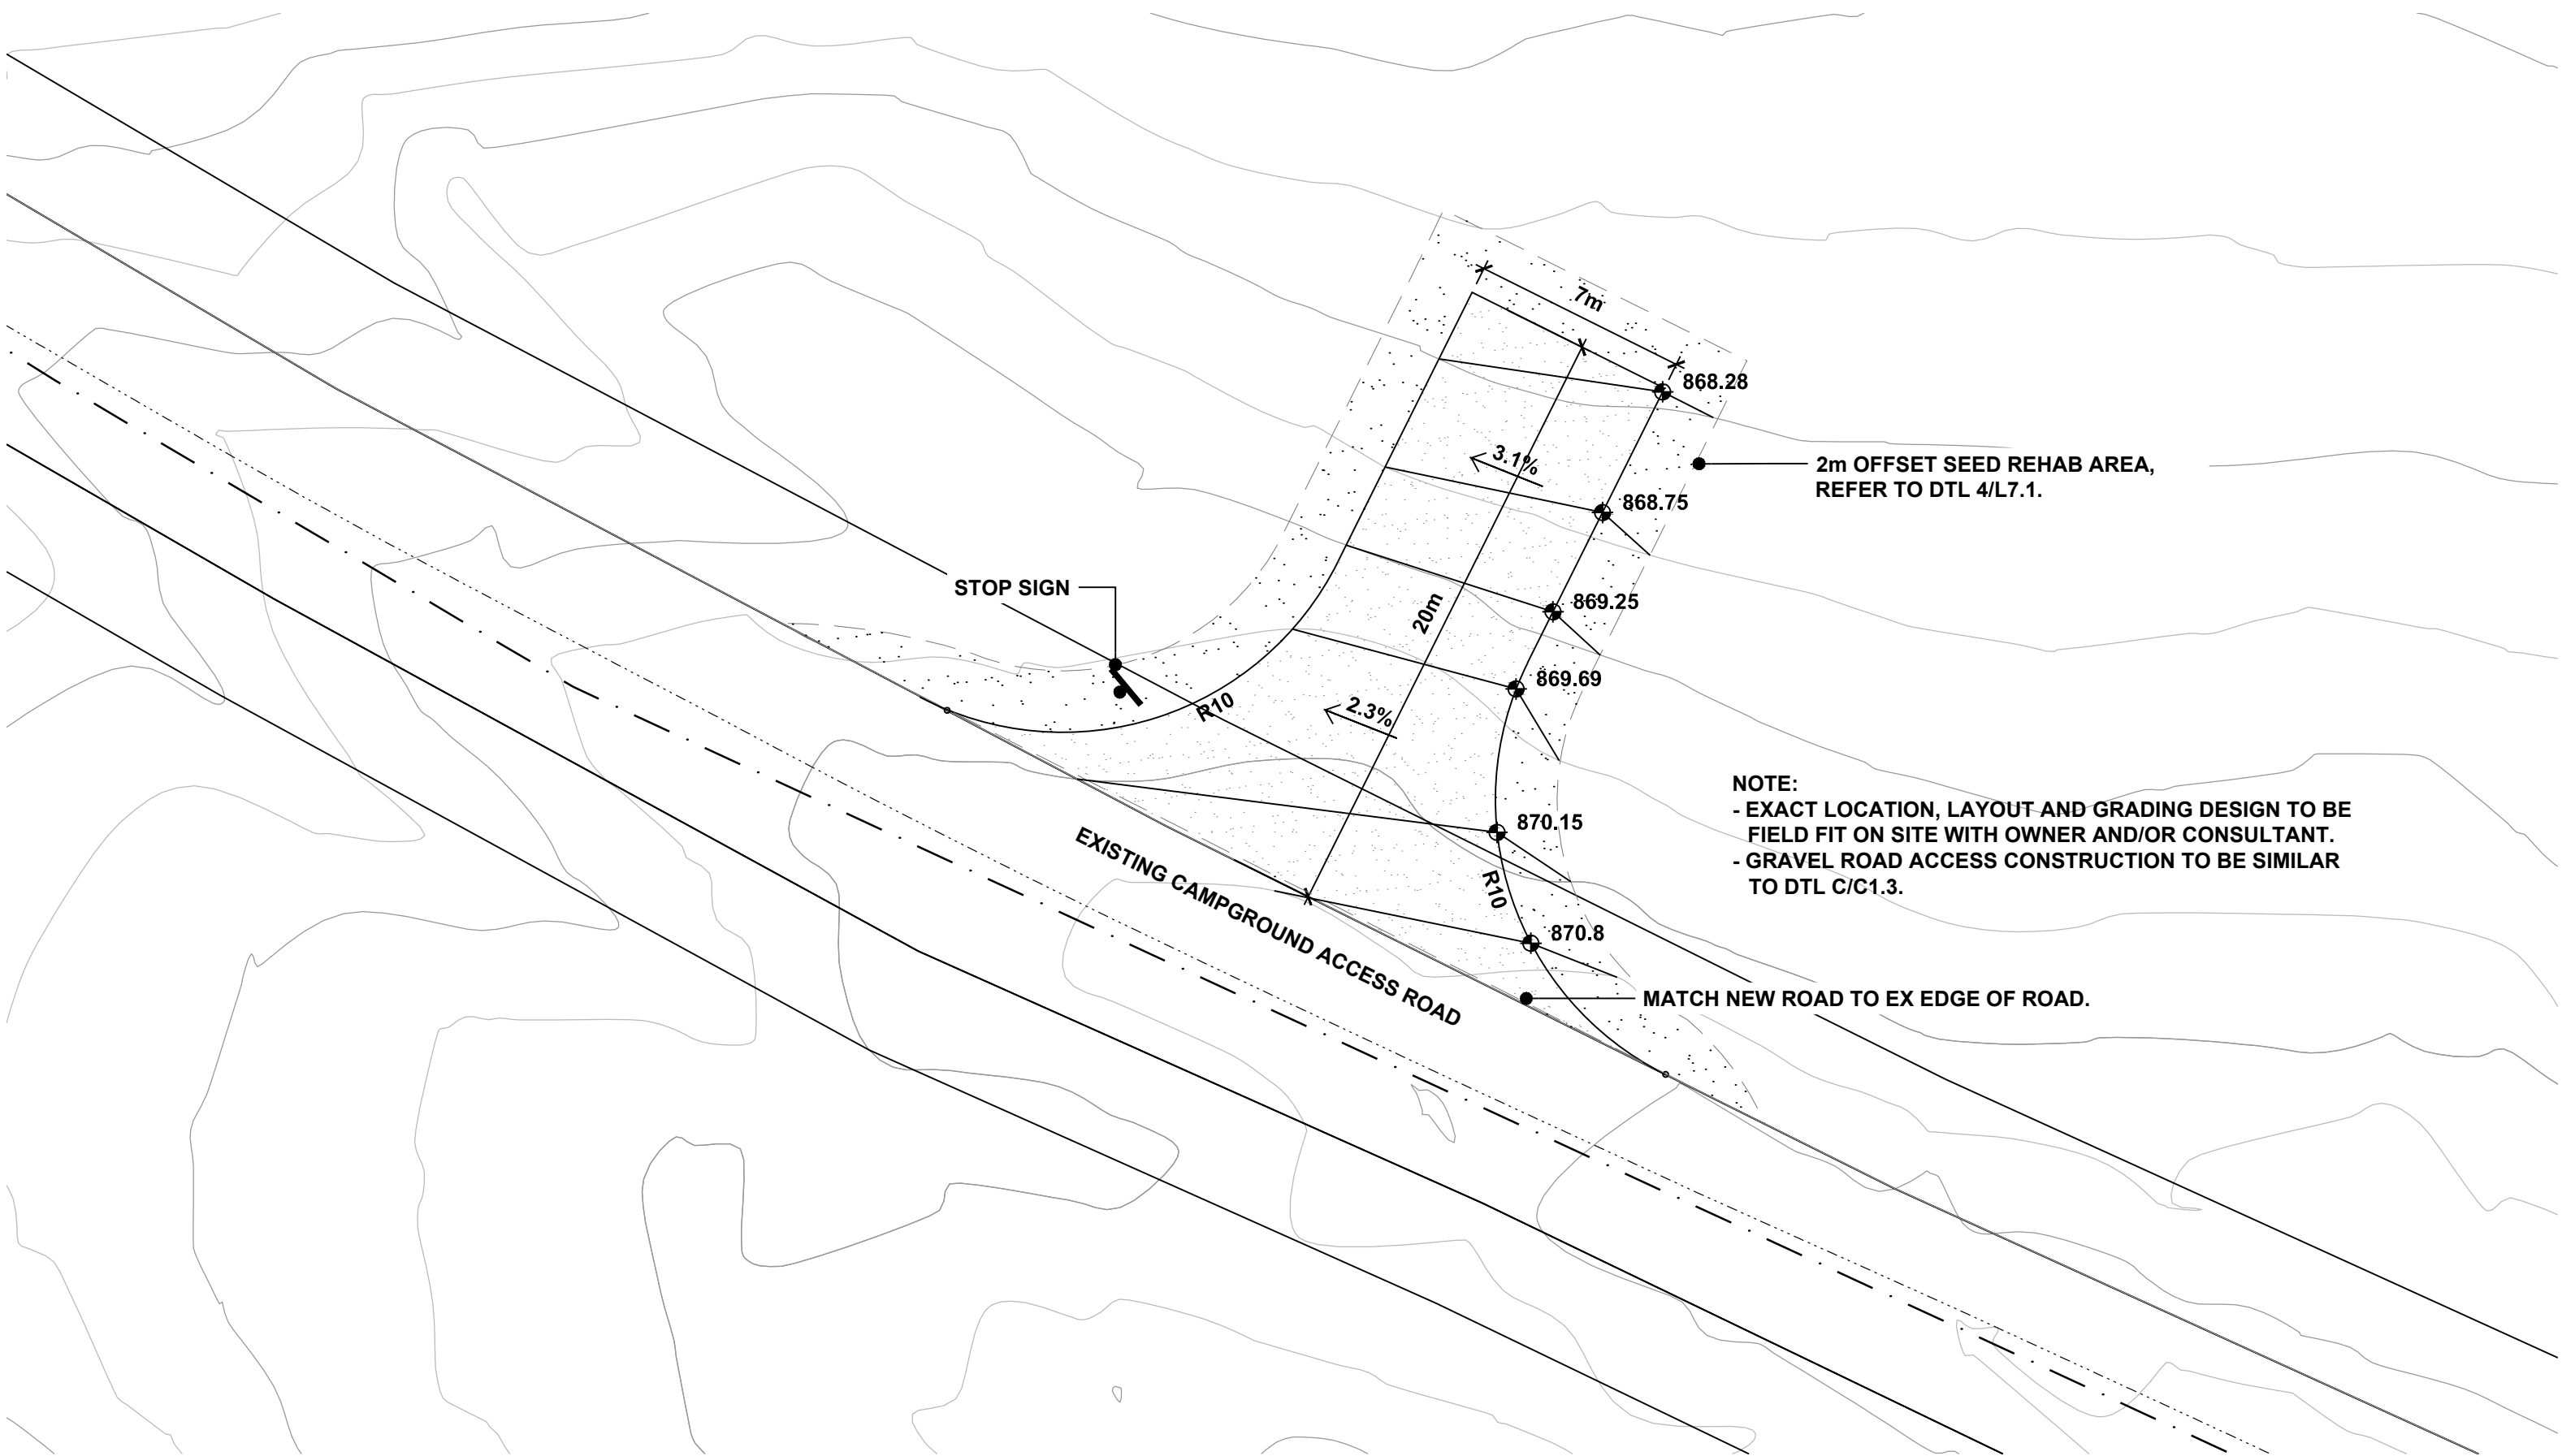 7m
868.28
3.1%
2m OFFSET SEED REHAB AREA,
REFER TO DTL 4/L7.1.
868.75
STOP SIGN
869.25
20m
869.69
R10
2.3%
NOTE:
- EXACT LOCATION, LAYOUT AND GRADING DESIGN TO BE
FIELD FIT ON SITE WITH OWNER AND/OR CONSULTANT.
- GRAVEL ROAD ACCESS CONSTRUCTION TO BE SIMILAR
TO DTL C/C1.3.
870.15
EXISTING CAMPGROUND ACCESS ROAD
R10
870.8
MATCH NEW ROAD TO EX EDGE OF ROAD.